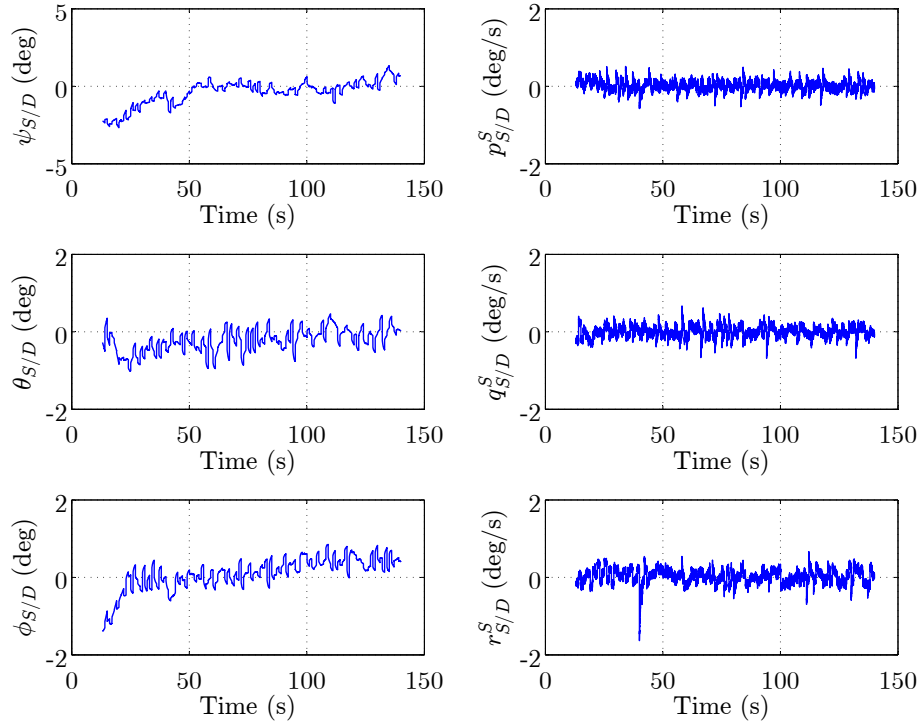 5
0
-5
0 50 100 150
Time (s)
ψ_{S/D} (deg)
2
0
-2
0 50 100 150
Time (s)
p^S_{S/D} (deg/s)
2
0
-2
0 50 100 150
Time (s)
θ_{S/D} (deg)
2
0
-2
0 50 100 150
Time (s)
q^S_{S/D} (deg/s)
2
0
-2
0 50 100 150
Time (s)
ϕ_{S/D} (deg)
2
0
-2
0 50 100 150
Time (s)
r^S_{S/D} (deg/s)